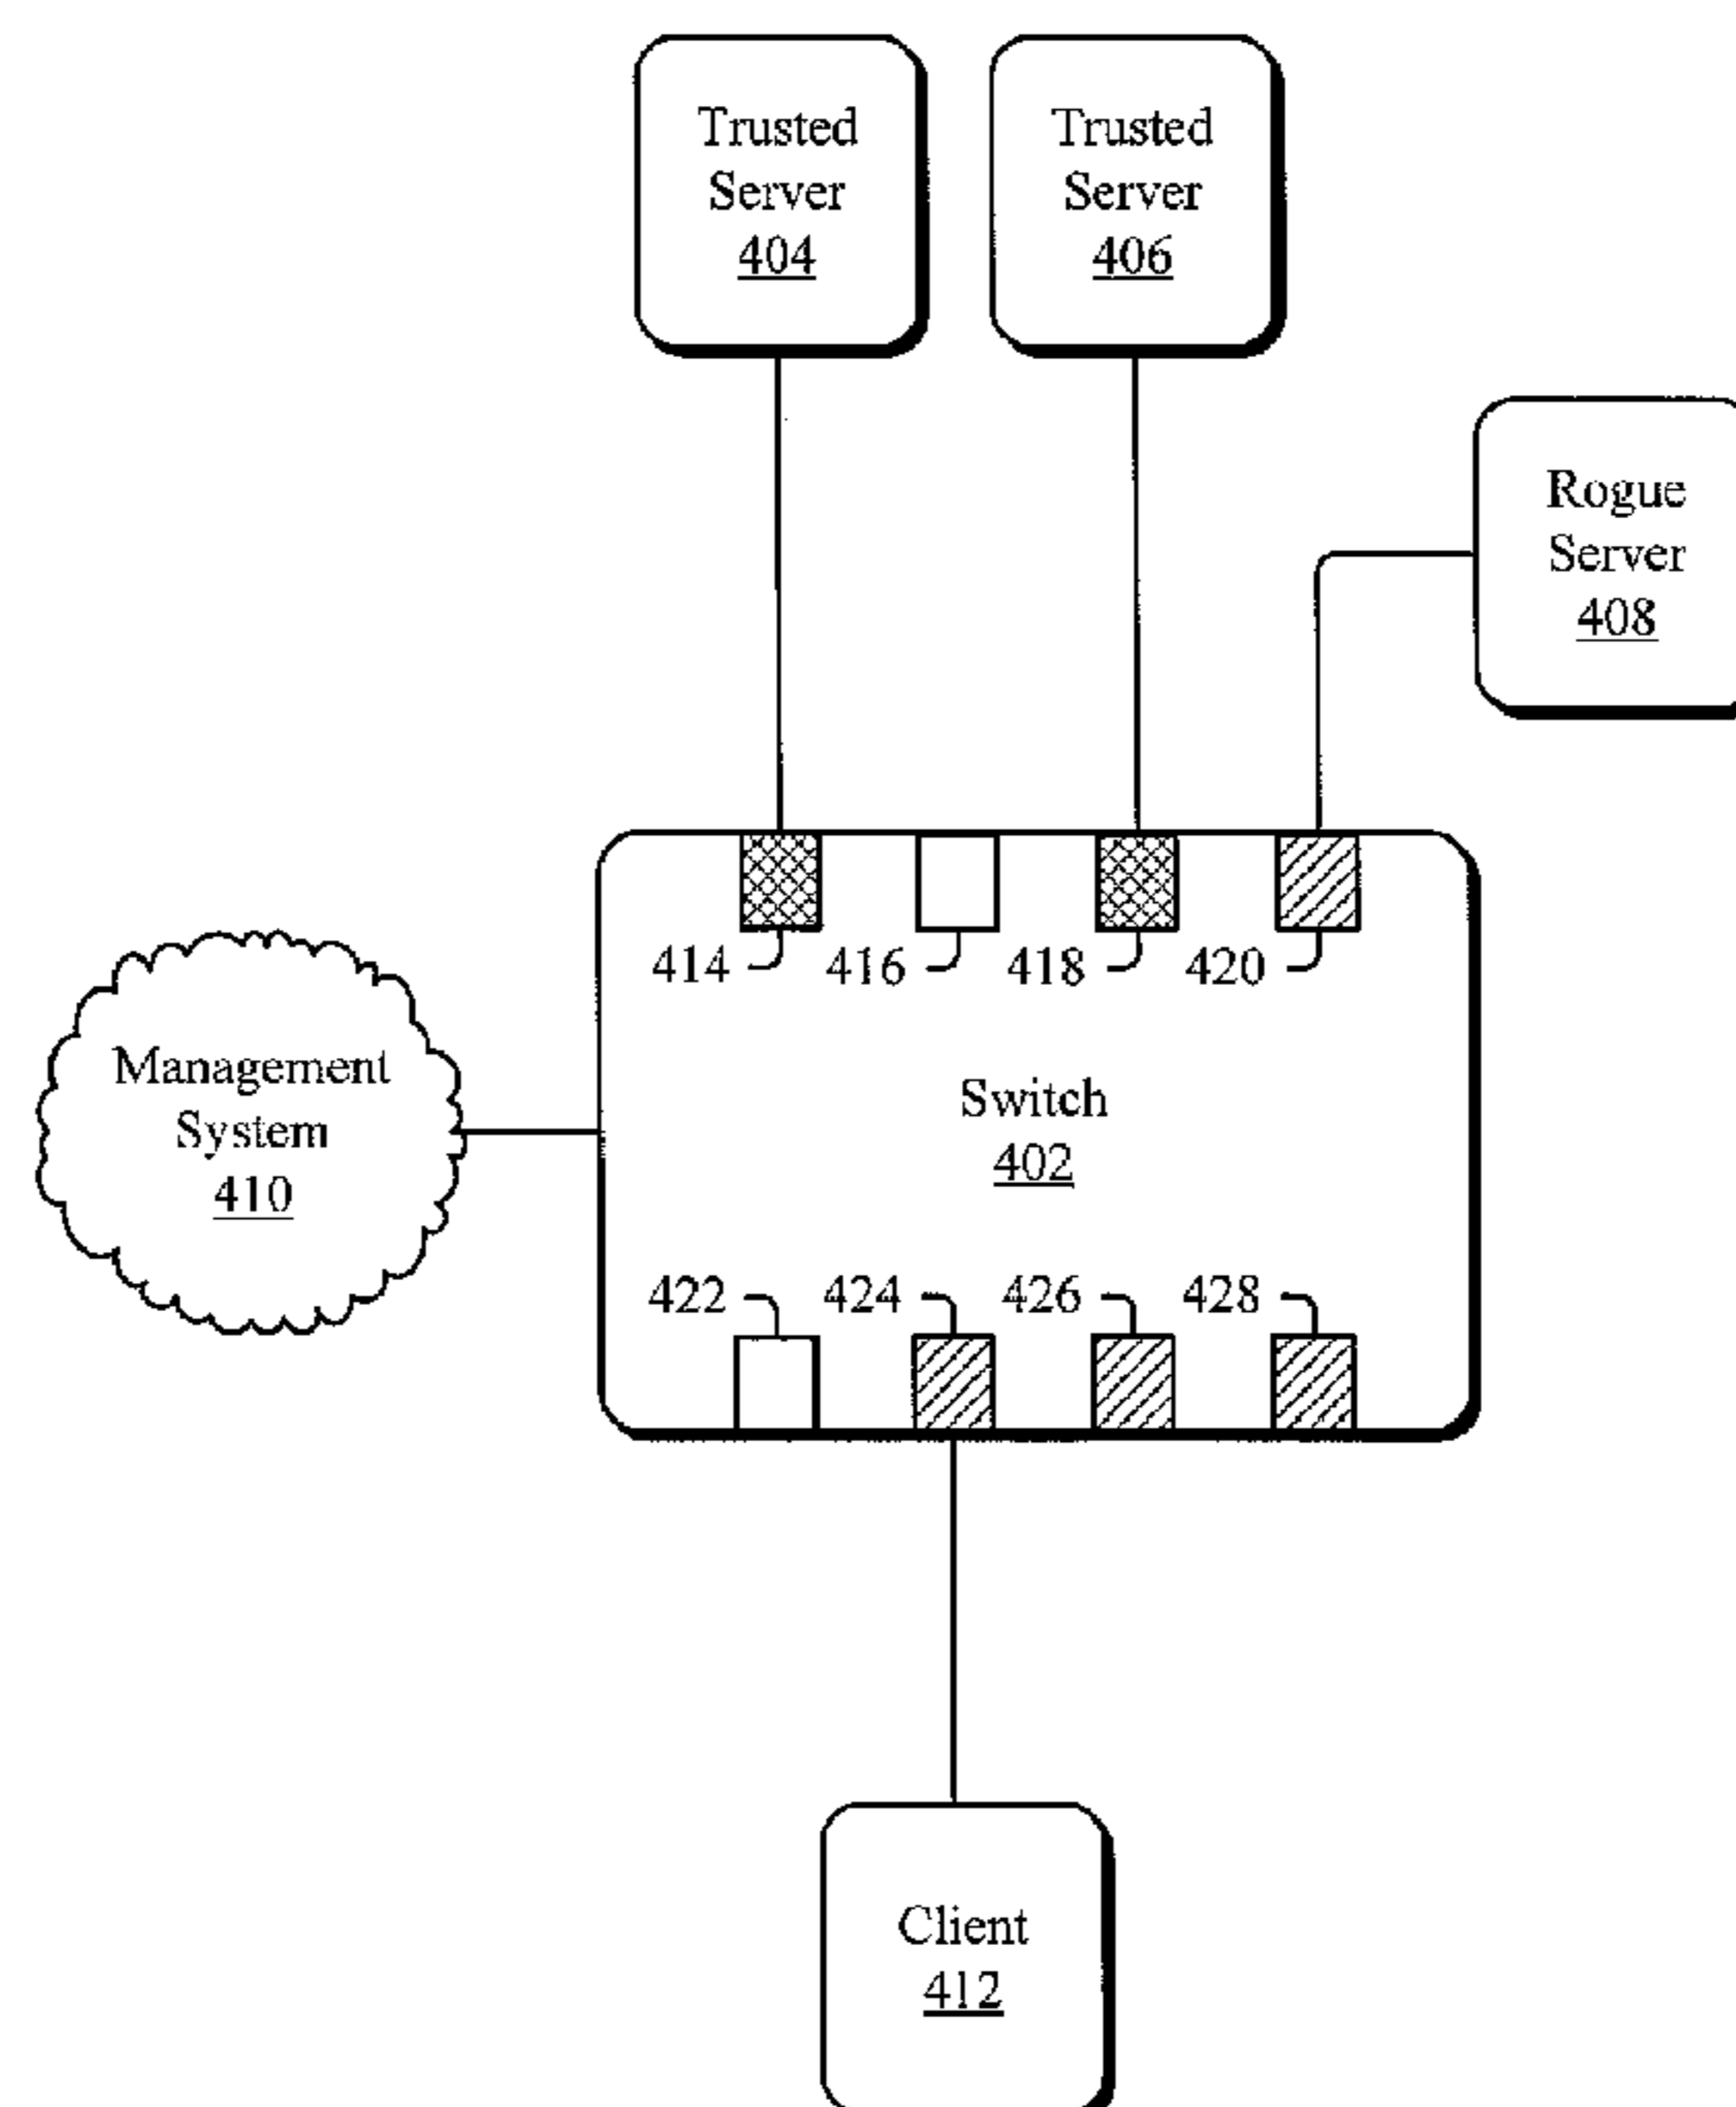 Trusted
Server
404
Trusted
Server
406
Rogue
Server
408
414
416
418
420
Management
System
410
Switch
402
422
424
426
428
Client
412